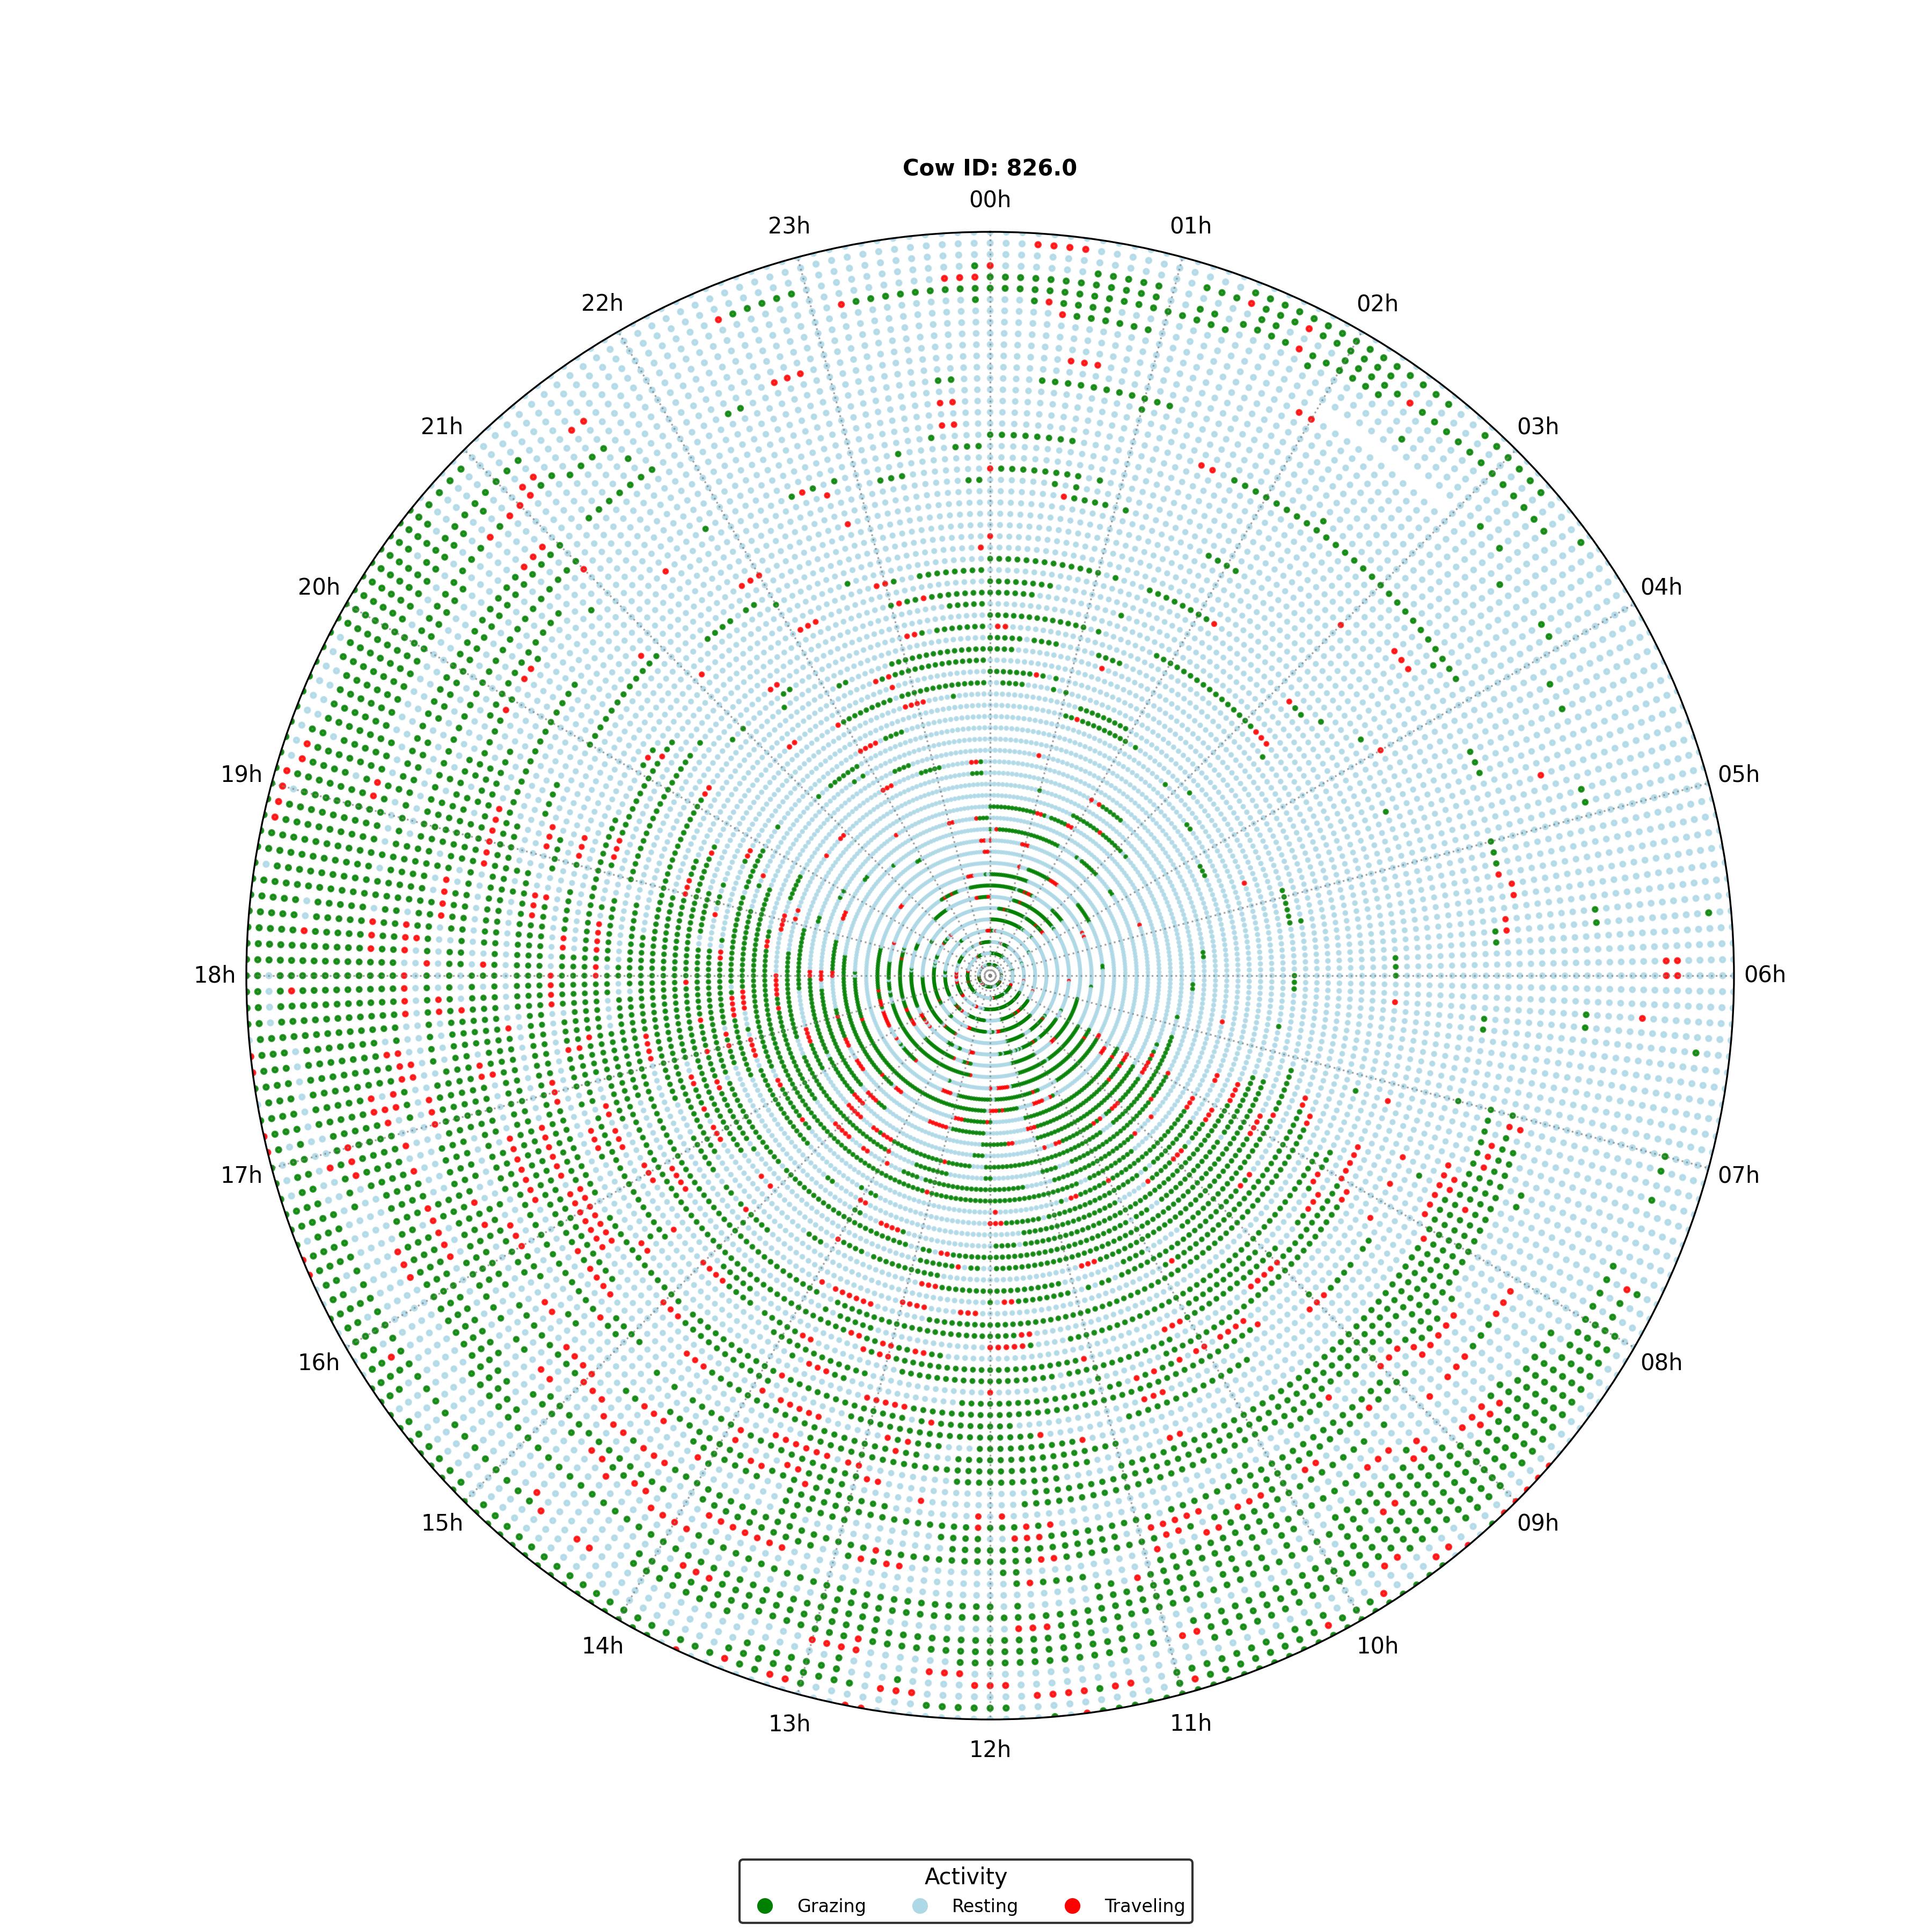 Cow ID: 826.0
00h
23h
01h
22h
02h
21h
03h
20h
04h
19h
05h
18h
06h
17h
07h
16h
08h
15h
09h
14h
10h
13h
11h
12h
Activity
Grazing Resting Traveling